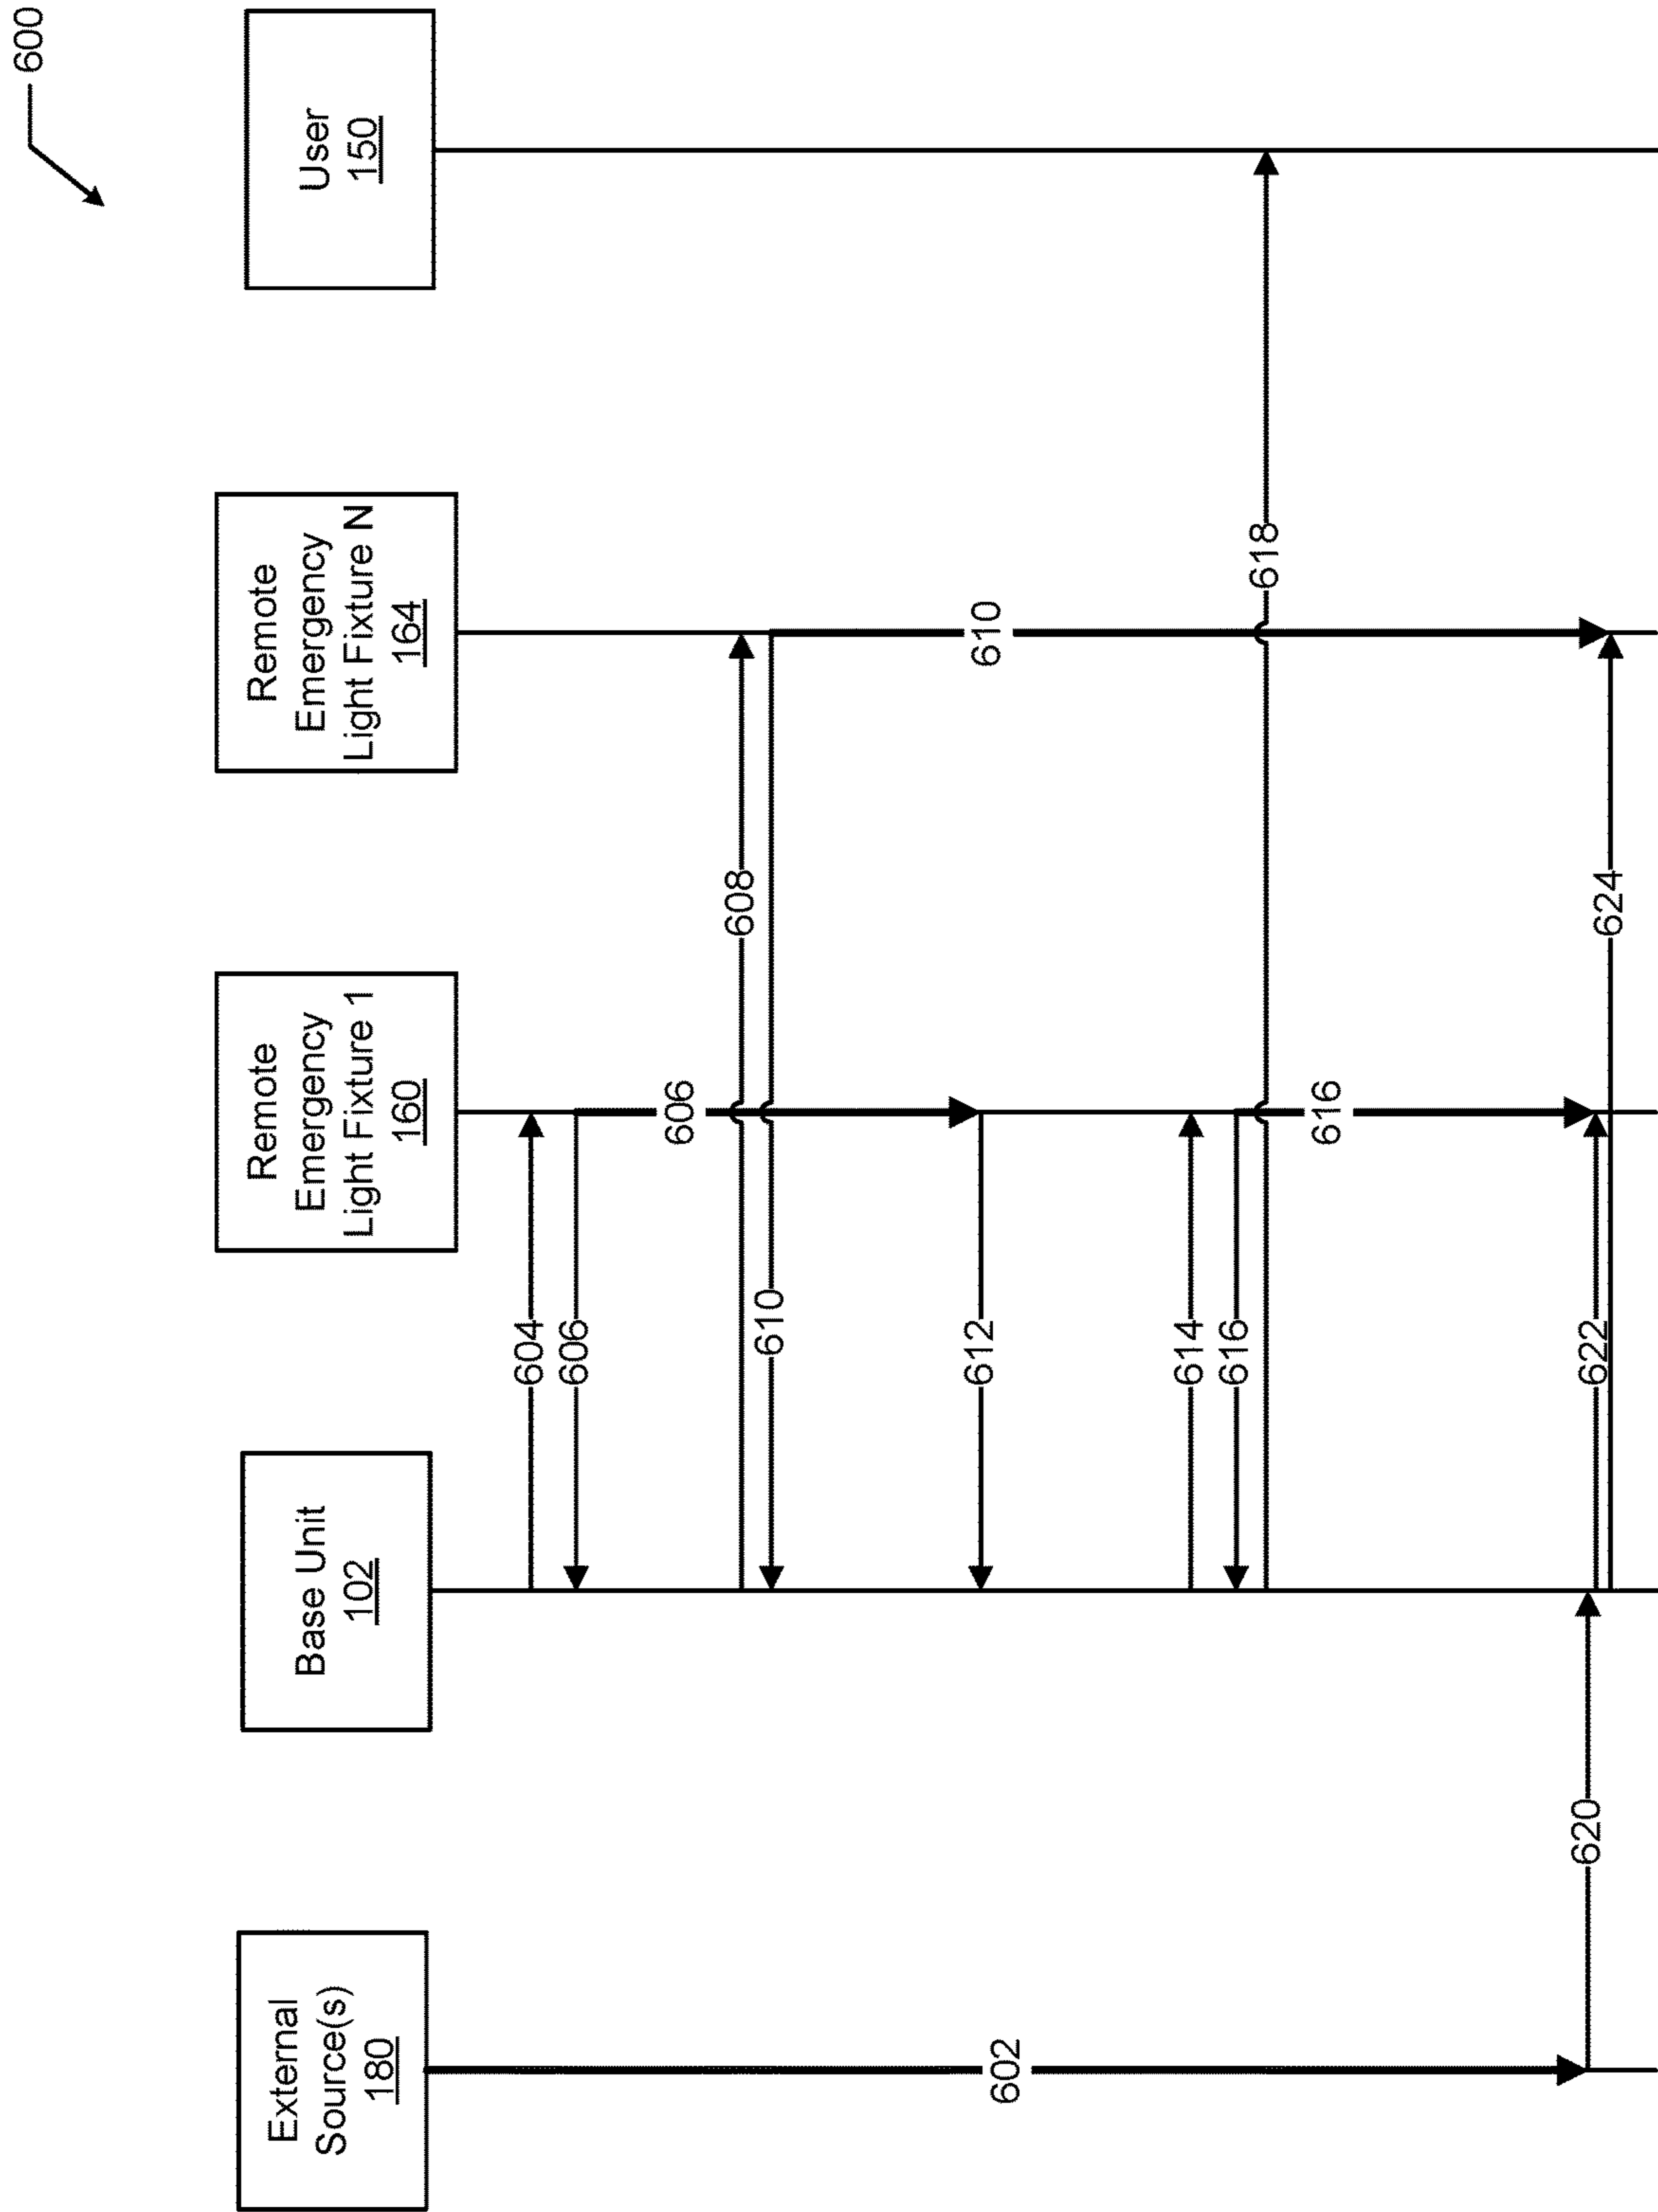 600
External
Source(s)
180
Base Unit
102
Remote
Emergency
Light Fixture 1
160
Remote
Emergency
Light Fixture N
164
User
150
604
606
606
608
610
610
602
612
614
616
616
618
620
622
624